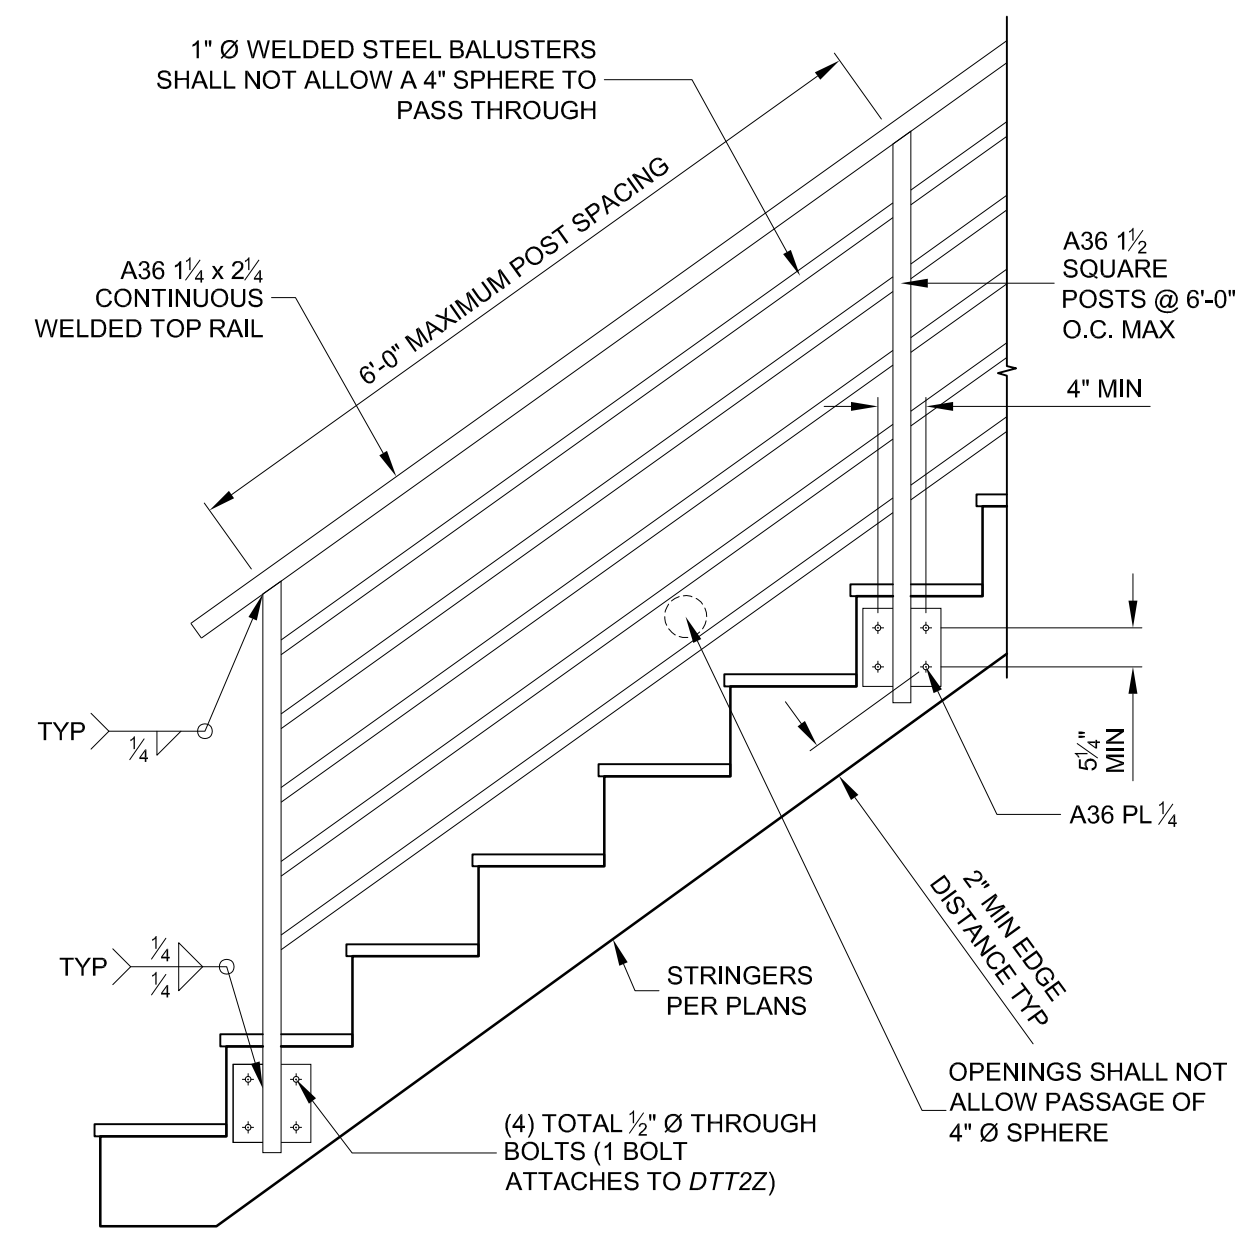 1" Ø WELDED STEEL BALUSTERS
SHALL NOT ALLOW A 4" SPHERE TO
PASS THROUGH
6'-0" MAXIMUM POST SPACING
A36 1¼ x 2¼
CONTINUOUS
WELDED TOP RAIL
A36 1½
SQUARE
POSTS @ 6'-0"
O.C. MAX
4" MIN
TYP
¼
5¼"
MIN
A36 PL ¼
2" MIN EDGE
DISTANCE TYP
TYP
¼
¼
STRINGERS
PER PLANS
OPENINGS SHALL NOT
ALLOW PASSAGE OF
4" Ø SPHERE
(4) TOTAL ½" Ø THROUGH
BOLTS (1 BOLT
ATTACHES TO DTT2Z)